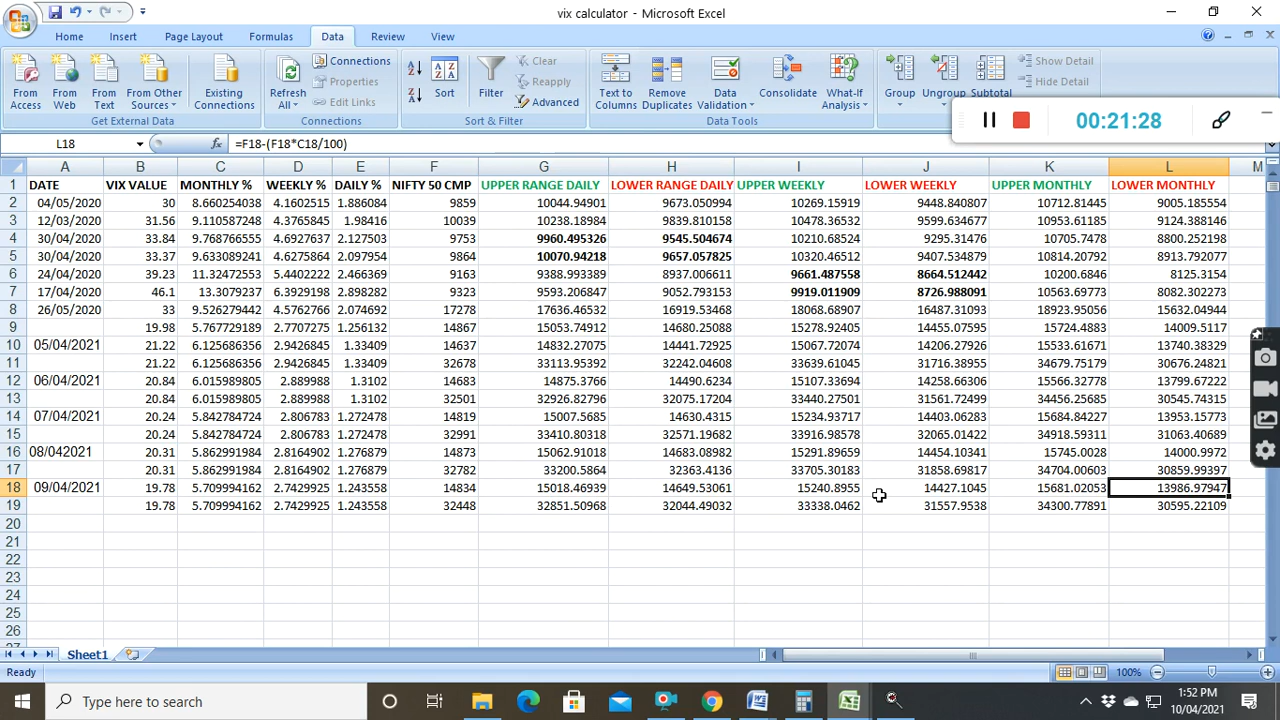 vix calculator - Microsoft Excel
Home Insert Page Layout Formulas Data Review View
From Access From Web From Text From Other Sources Existing Connections Refresh All Connections Properties Edit Links Sort Filter Clear Reapply Advanced Text to Columns Remove Duplicates Data Validation Consolidate What-If Analysis Group Ungroup Subtotal Show Detail Hide Detail
Get External Data Connections Sort & Filter Data Tools
00:21:28
L18 fx =F18-(F18*C18/100)
A B C D E F G H I J K L M
1 DATE VIX VALUE MONTHLY % WEEKLY % DAILY % NIFTY 50 CMP UPPER RANGE DAILY LOWER RANGE DAILY UPPER WEEKLY LOWER WEEKLY UPPER MONTHLY LOWER MONTHLY
2 04/05/2020 30 8.660254038 4.1602515 1.886084 9859 10044.94901 9673.050994 10269.15919 9448.840807 10712.81445 9005.185554
3 12/03/2020 31.56 9.110587248 4.3765845 1.98416 10039 10238.18984 9839.810158 10478.36532 9599.634677 10953.61185 9124.388146
4 30/04/2020 33.84 9.768766555 4.6927637 2.127503 9753 9960.495326 9545.504674 10210.68524 9295.31476 10705.7478 8800.252198
5 30/04/2020 33.37 9.633089241 4.6275864 2.097954 9864 10070.94218 9657.057825 10320.46512 9407.534879 10814.20792 8913.792077
6 24/04/2020 39.23 11.32472553 5.4402222 2.466369 9163 9388.993389 8937.006611 9661.487558 8664.512442 10200.6846 8125.3154
7 17/04/2020 46.1 13.3079237 6.3929198 2.898282 9323 9593.206847 9052.793153 9919.011909 8726.988091 10563.69773 8082.302273
8 26/05/2020 33 9.526279442 4.5762766 2.074692 17278 17636.46532 16919.53468 18068.68907 16487.31093 18923.95056 15632.04944
9 19.98 5.767729189 2.7707275 1.256132 14867 15053.74912 14680.25088 15278.92405 14455.07595 15724.4883 14009.5117
10 05/04/2021 21.22 6.125686356 2.9426845 1.33409 14637 14832.27075 14441.72925 15067.72074 14206.27926 15533.61671 13740.38329
11 21.22 6.125686356 2.9426845 1.33409 32678 33113.95392 32242.04608 33639.61045 31716.38955 34679.75179 30676.24821
12 06/04/2021 20.84 6.015989805 2.889988 1.3102 14683 14875.3766 14490.6234 15107.33694 14258.66306 15566.32778 13799.67222
13 20.84 6.015989805 2.889988 1.3102 32501 32926.82796 32075.17204 33440.27501 31561.72499 34456.25685 30545.74315
14 07/04/2021 20.24 5.842784724 2.806783 1.272478 14819 15007.5685 14630.4315 15234.93717 14403.06283 15684.84227 13953.15773
15 20.24 5.842784724 2.806783 1.272478 32991 33410.80318 32571.19682 33916.98578 32065.01422 34918.59311 31063.40689
16 08/042021 20.31 5.862991158 2.8164902 1.276879 14873 15062.91018 14683.08982 15291.89659 14454.10341 15745.0028 14000.9972
17 20.31 5.862991158 2.8164902 1.276879 32782 33200.5864 32363.4136 33705.30183 31858.69817 34704.00603 30859.99397
18 09/04/2021 19.78 5.709994162 2.7429925 1.243558 14834 15018.46939 14649.53061 15240.8955 14427.1045 15681.02053 13986.97947
19 19.78 5.709994162 2.7429925 1.243558 32448 32851.50968 32044.49032 33338.0462 31557.9538 34300.77891 30595.22109
20
21
22
23
24
25
26
Sheet1
Ready 100%
Type here to search
1:52 PM
10/04/2021